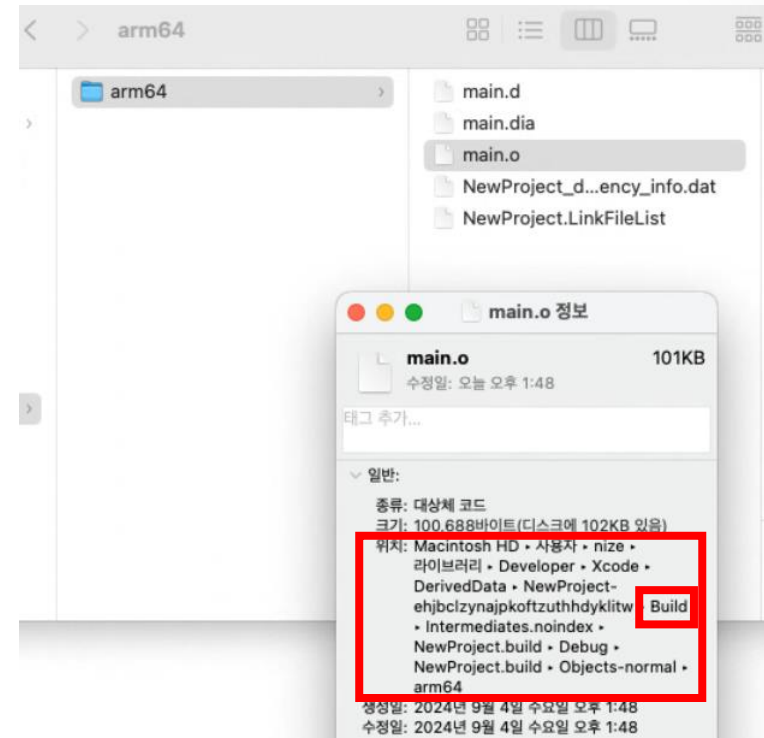 arm64
arm64
main.d
main.dia
main.o
NewProject_d...ency_info.dat
NewProject.LinkFileList
main.o 정보
main.o 101KB
수정일: 오늘 오후 1:48
태그 추가...
일반:
종류: 대상체 코드
크기: 100,688바이트(디스크에 102KB 있음)
위치: Macintosh HD ▸ 사용자 ▸ nize ▸
라이브러리 ▸ Developer ▸ Xcode ▸
DerivedData ▸ NewProject-
ehjbclzynajpkoftzuthhdyklitw ▸ Build
▸ Intermediates.noindex ▸
NewProject.build ▸ Debug ▸
NewProject.build ▸ Objects-normal ▸
arm64
생성일: 2024년 9월 4일 수요일 오후 1:48
수정일: 2024년 9월 4일 수요일 오후 1:48